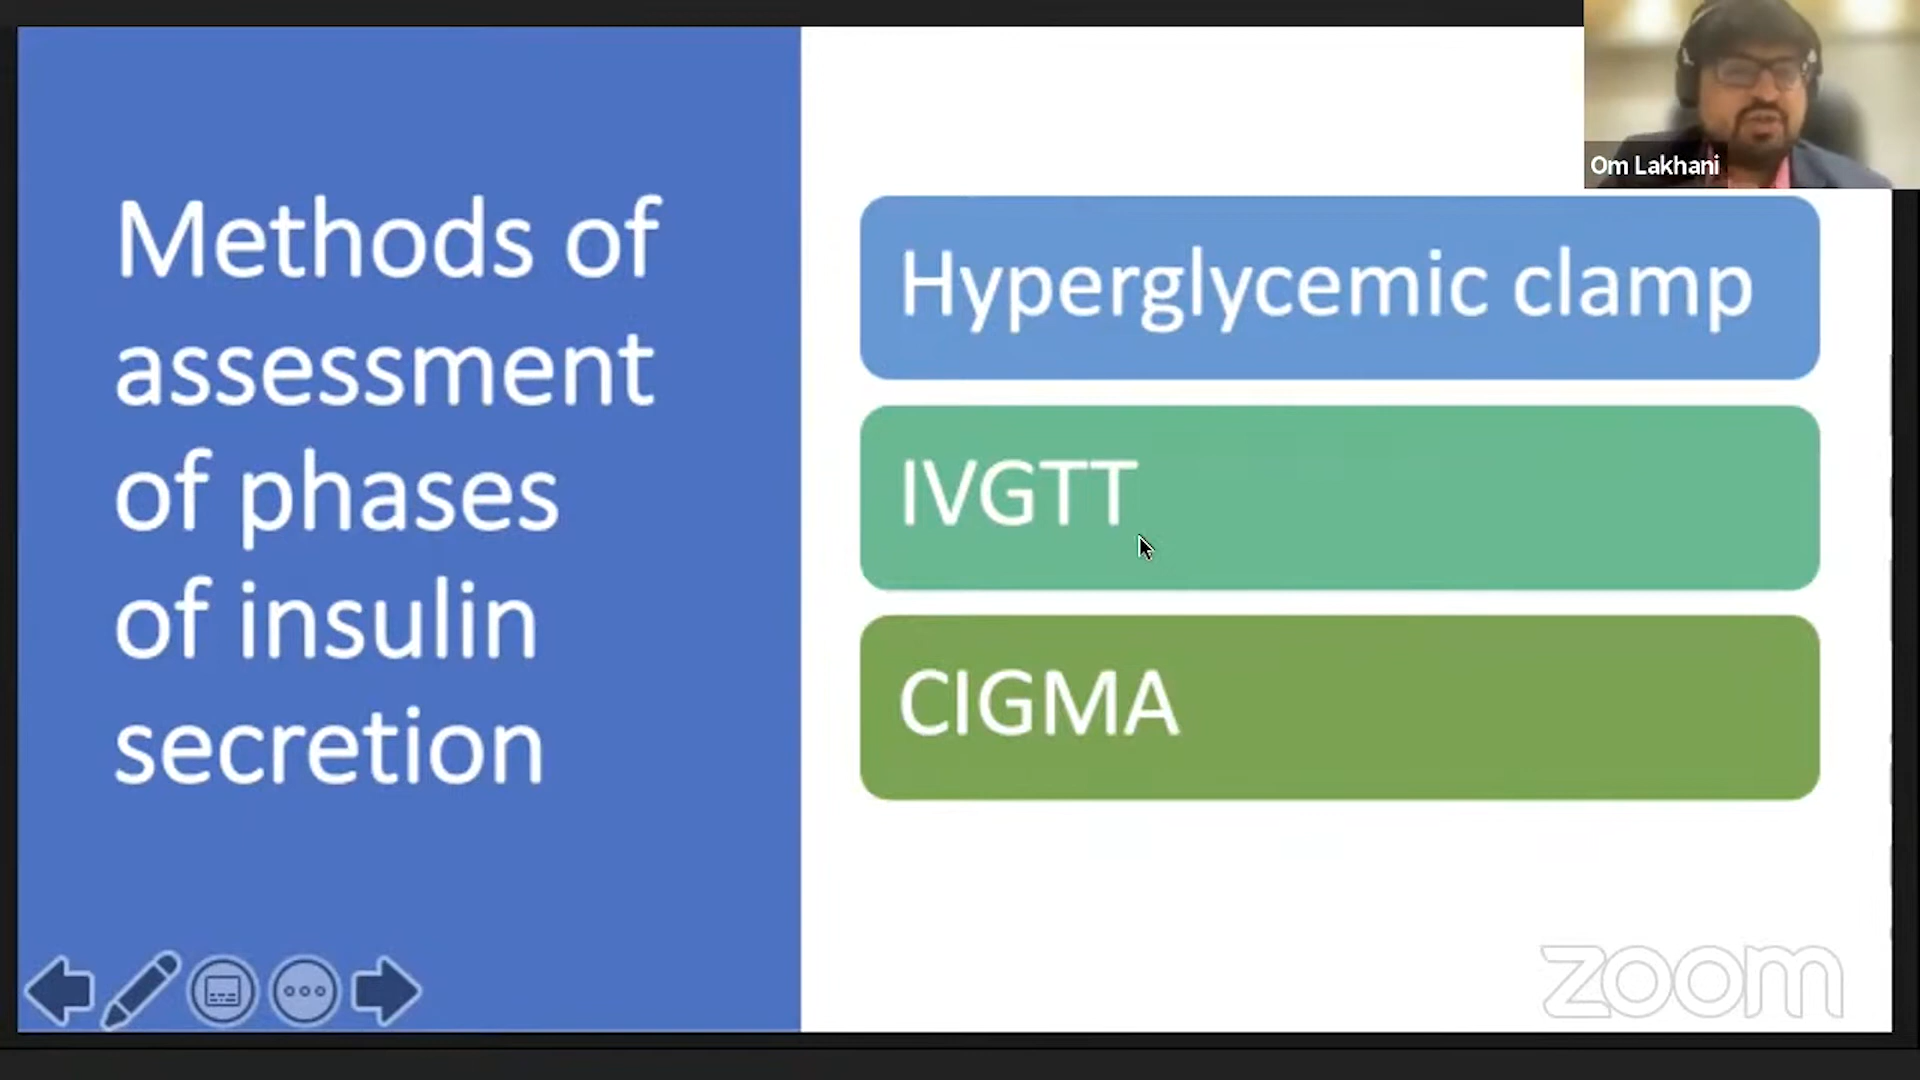 Methods of
assessment
of phases
of insulin
secretion
Hyperglycemic clamp
IVGTT
CIGMA
Om Lakhani
zoom